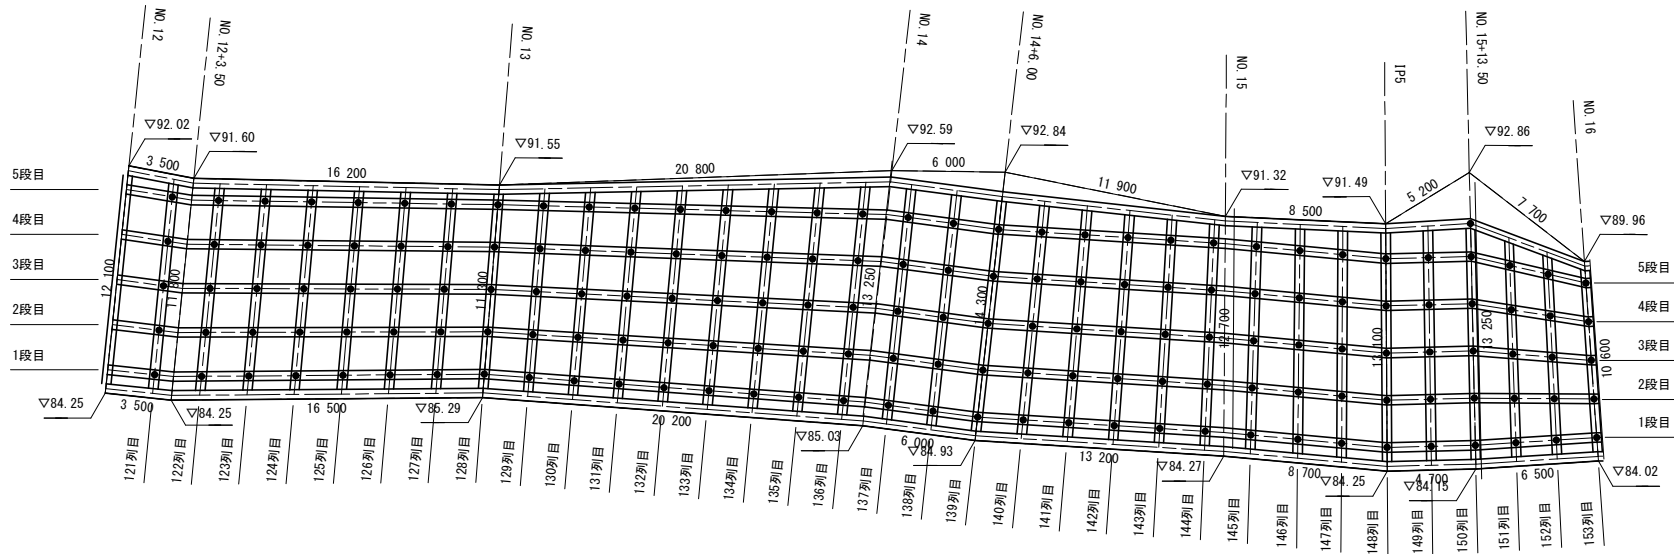 NO.12
NO.12+3.50
NO.13
NO.14
NO.14+6.00
NO.15
IP5
NO.15+13.50
NO.16
▽92.02
▽91.60
▽91.55
▽92.59
▽92.84
▽91.32
▽91.49
▽92.86
▽89.96
3 500
16 200
20 800
6 000
11 900
8 500
5 200
7 700
5段目
4段目
3段目
2段目
1段目
12 100
11 800
11 300
13 250
14 300
12 700
13 100
13 250
10 600
5段目
4段目
3段目
2段目
1段目
▽84.25
3 500
▽84.25
16 500
▽85.29
20 200
▽85.03
6 000
▽84.93
13 200
▽84.27
8 700
▽84.25
4 700
▽84.15
6 500
▽84.02
121列目
122列目
123列目
124列目
125列目
126列目
127列目
128列目
129列目
130列目
131列目
132列目
133列目
134列目
135列目
136列目
137列目
138列目
139列目
140列目
141列目
142列目
143列目
144列目
145列目
146列目
147列目
148列目
149列目
150列目
151列目
152列目
153列目